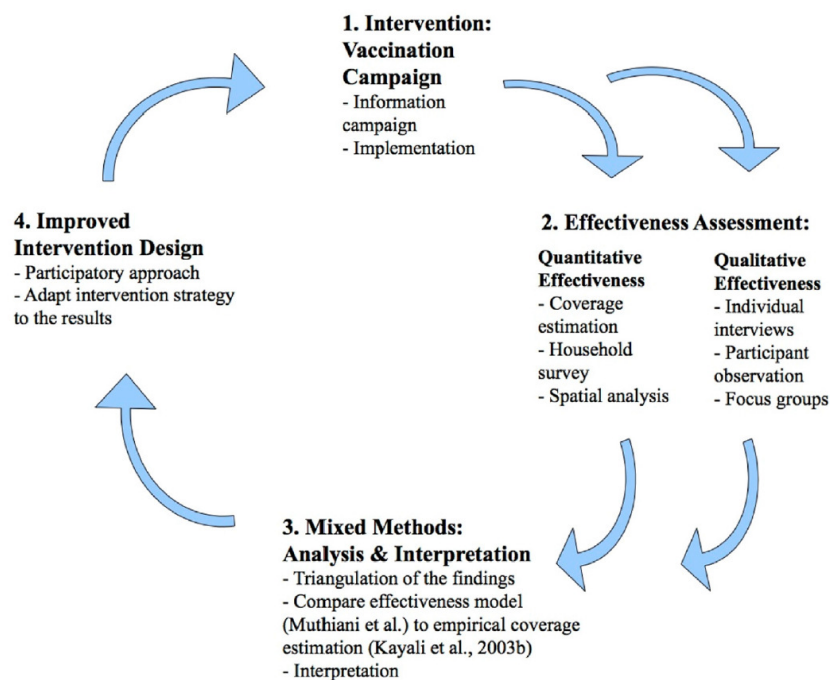 1. Intervention:
Vaccination
Campaign
- Information
campaign
- Implementation
2. Effectiveness Assessment:
Quantitative
Effectiveness
- Coverage
estimation
- Household
survey
- Spatial analysis
Qualitative
Effectiveness
- Individual
interviews
- Participant
observation
- Focus groups
3. Mixed Methods:
Analysis & Interpretation
- Triangulation of the findings
- Compare effectiveness model
(Muthiani et al.) to empirical coverage
estimation (Kayali et al., 2003b)
- Interpretation
4. Improved
Intervention Design
- Participatory approach
- Adapt intervention strategy
to the results